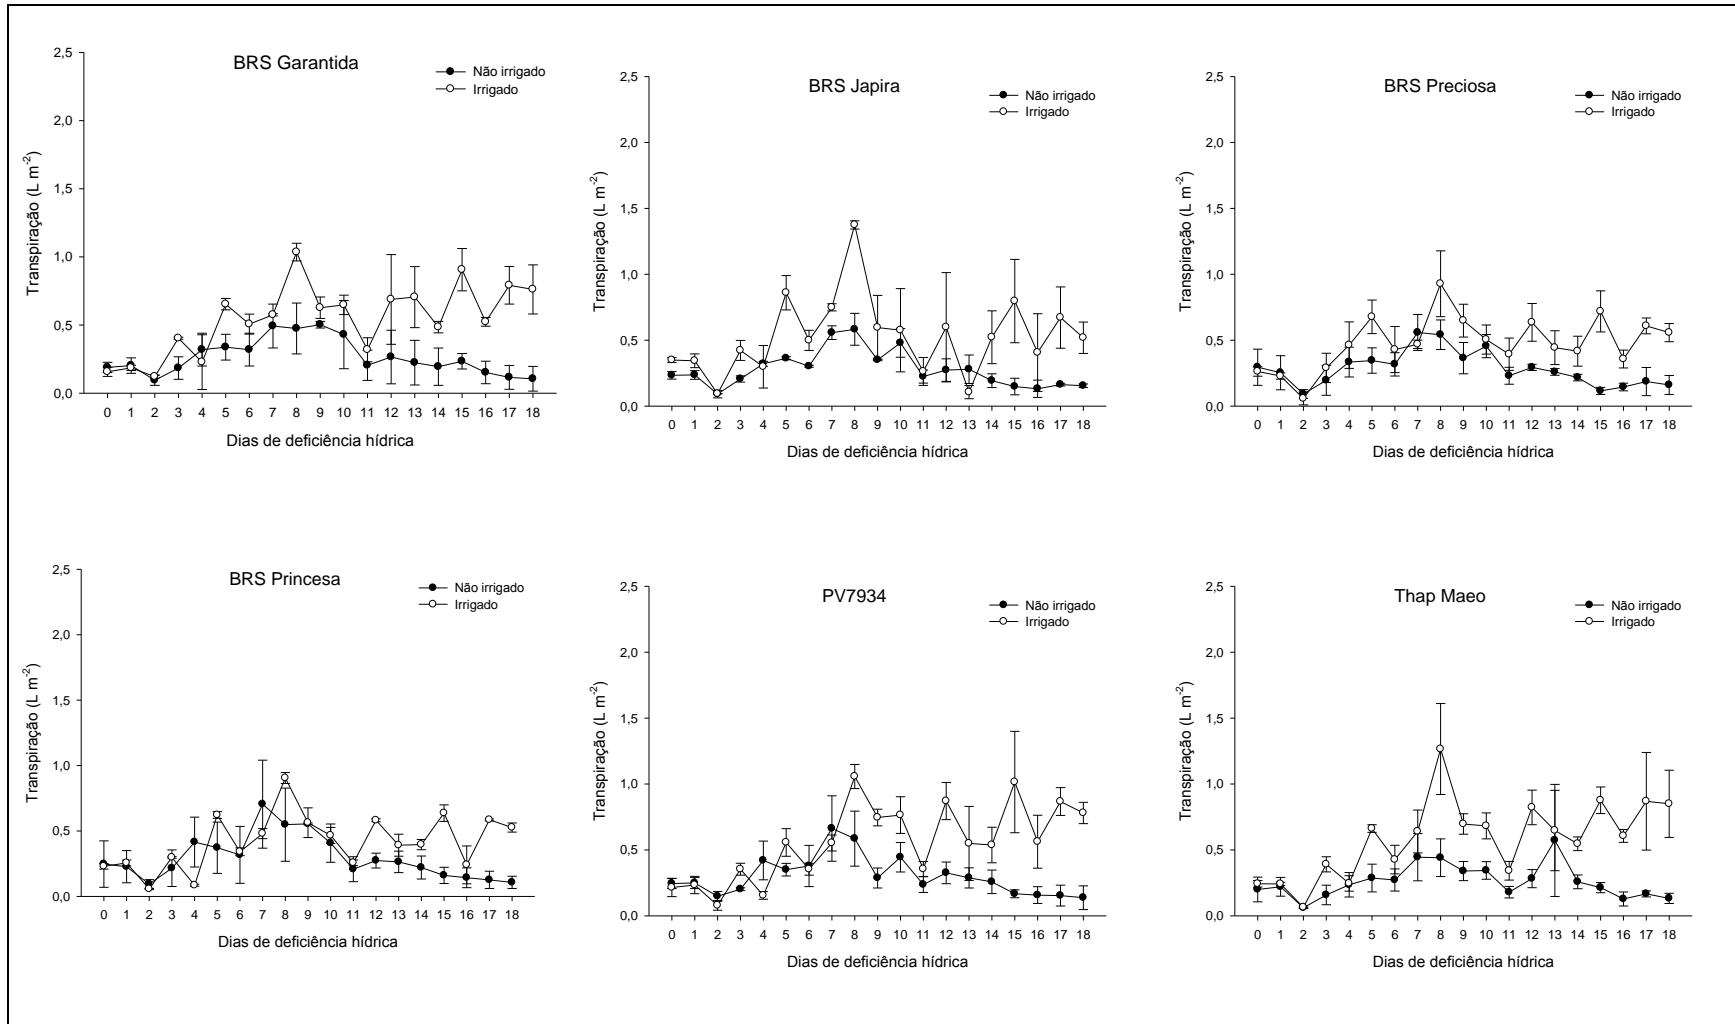 BRS Garantida
Não irrigado
Irrigado
Transpiração (L m-2)
2,5
2,0
1,5
1,0
0,5
0,0
0 1 2 3 4 5 6 7 8 9 10 11 12 13 14 15 16 17 18
Dias de deficiência hídrica
BRS Japira
Não irrigado
Irrigado
Transpiração (L m-2)
2,5
2,0
1,5
1,0
0,5
0,0
0 1 2 3 4 5 6 7 8 9 10 11 12 13 14 15 16 17 18
Dias de deficiência hídrica
BRS Preciosa
Não irrigado
Irrigado
Transpiração (L m-2)
2,5
2,0
1,5
1,0
0,5
0,0
0 1 2 3 4 5 6 7 8 9 10 11 12 13 14 15 16 17 18
Dias de deficiência hídrica
BRS Princesa
Não irrigado
Irrigado
Transpiração (L m-2)
2,5
2,0
1,5
1,0
0,5
0,0
0 1 2 3 4 5 6 7 8 9 10 11 12 13 14 15 16 17 18
Dias de deficiência hídrica
PV7934
Não irrigado
Irrigado
Transpiração (L m-2)
2,5
2,0
1,5
1,0
0,5
0,0
0 1 2 3 4 5 6 7 8 9 10 11 12 13 14 15 16 17 18
Dias de deficiência hídrica
Thap Maeo
Não irrigado
Irrigado
Transpiração (L m-2)
2,5
2,0
1,5
1,0
0,5
0,0
0 1 2 3 4 5 6 7 8 9 10 11 12 13 14 15 16 17 18
Dias de deficiência hídrica